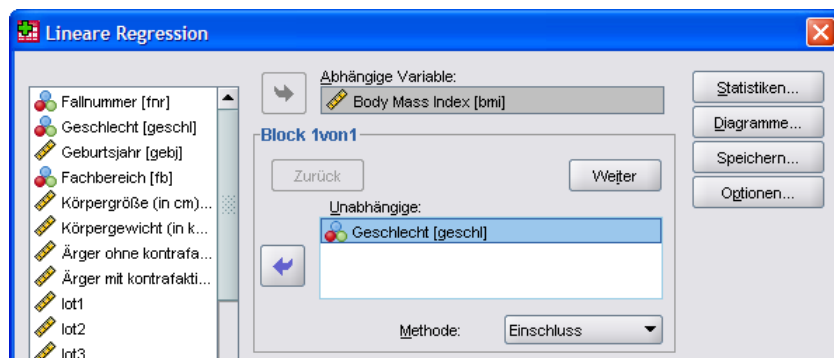 Lineare Regression
Fallnummer [fnr]
Geschlecht [geschl]
Geburtsjahr [gebj]
Fachbereich [fb]
Körpergröße (in cm)...
Körpergewicht (in k...
Ärger ohne kontrafa...
Ärger mit kontrafakti...
lot1
lot2
lot3
Abhängige Variable:
Body Mass Index [bmi]
Block 1von1
Zurück
Weiter
Unabhängige:
Geschlecht [geschl]
Methode:
Einschluss
Statistiken...
Diagramme...
Speichern...
Optionen...